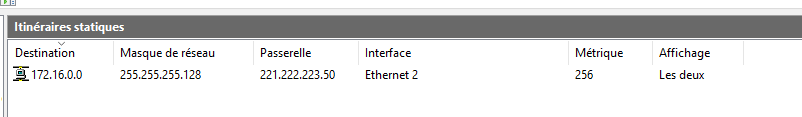 Itinéraires statiques
Destination Masque de réseau Passerelle Interface Métrique Affichage
172.16.0.0 255.255.255.128 221.222.223.50 Ethernet 2 256 Les deux